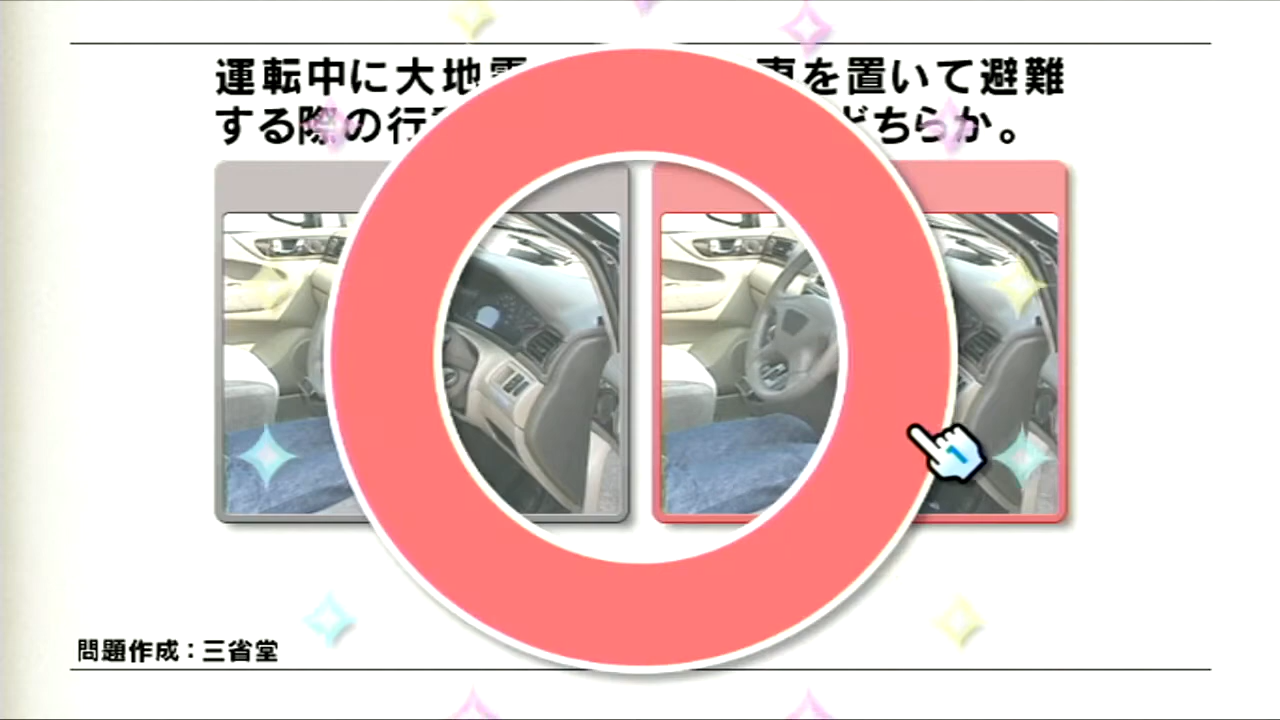 運転中に大地 車を置いて避難
する際の行 どちらか。
1
問題作成：三省堂